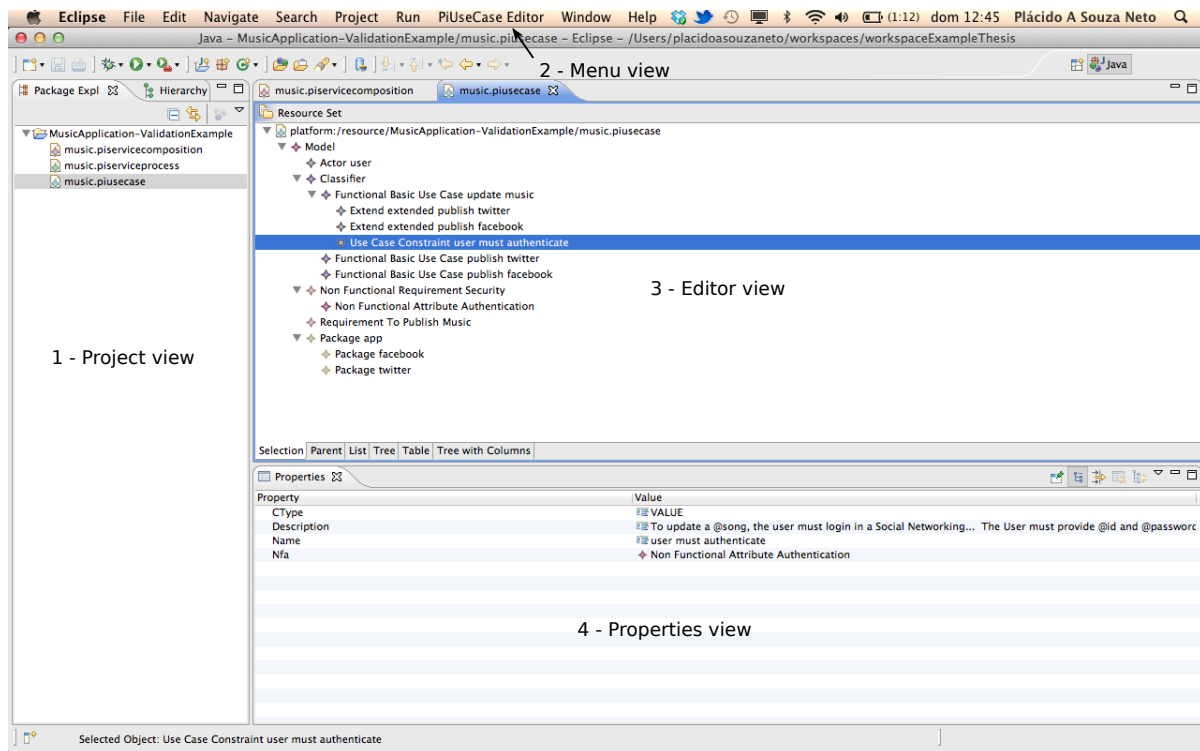 Eclipse File Edit Navigate Search Project Run PiUseCase Editor Window Help (1:12) dom 12:45 Plácido A Souza Neto
Java – MusicApplication-ValidationExample/music.piusecase – Eclipse – /Users/placidoasouzaneto/workspaces/workspaceExampleThesis
2 - Menu view
Java
Package Expl Hierarchy
music.piservicecomposition music.piusecase
Resource Set
MusicApplication-ValidationExample
music.piservicecomposition
music.piserviceprocess
music.piusecase
platform:/resource/MusicApplication-ValidationExample/music.piusecase
Model
Actor user
Classifier
Functional Basic Use Case update music
Extend extended publish twitter
Extend extended publish facebook
Use Case Constraint user must authenticate
Functional Basic Use Case publish twitter
Functional Basic Use Case publish facebook
Non Functional Requirement Security
Non Functional Attribute Authentication
Requirement To Publish Music
Package app
Package facebook
Package twitter
3 - Editor view
1 - Project view
Selection Parent List Tree Table Tree with Columns
Properties
Property Value
CType VALUE
Description To update a @song, the user must login in a Social Networking... The User must provide @id and @password
Name user must authenticate
Nfa Non Functional Attribute Authentication
4 - Properties view
Selected Object: Use Case Constraint user must authenticate